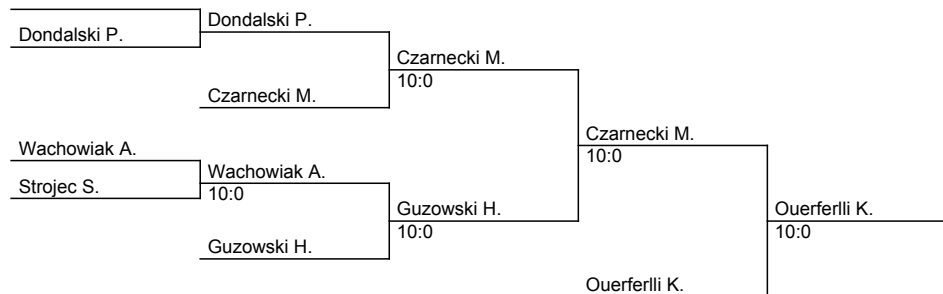 Dondalski P.
Dondalski P.
Czarnecki M.
10:0
Czarnecki M.
Czarnecki M.
10:0
Wachowiak A.
Wachowiak A.
10:0
Strojec S.
Guzowski H.
10:0
Ouerferlli K.
10:0
Guzowski H.
Ouerferlli K.